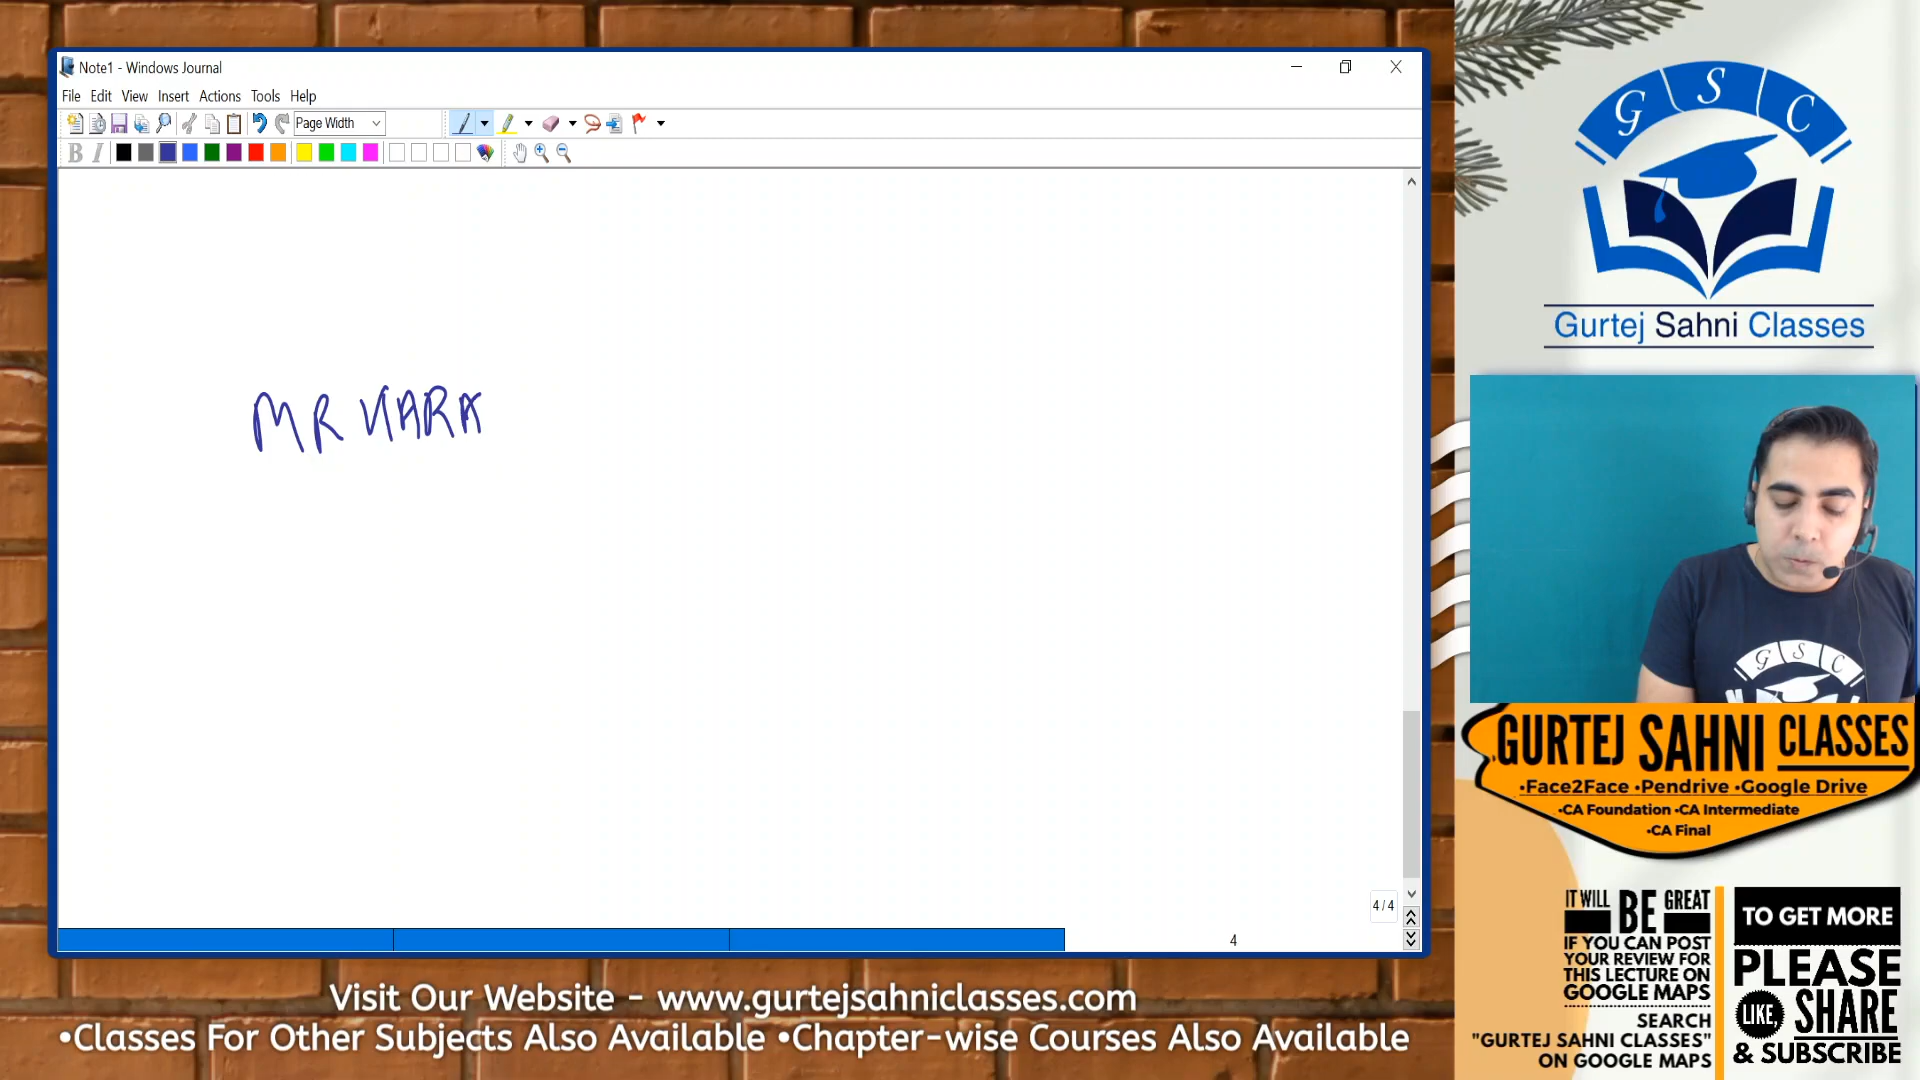 Note1 - Windows Journal
File Edit View Insert Actions Tools Help
Page Width
B I
MR KARA
4 / 4
4
G S C
Gurtej Sahni Classes
G S C
GURTEJ SAHNI CLASSES
•Face2Face •Pendrive •Google Drive
•CA Foundation •CA Intermediate
•CA Final
IT WILL BE GREAT
IF YOU CAN POST
YOUR REVIEW FOR
THIS LECTURE ON
GOOGLE MAPS
SEARCH
"GURTEJ SAHNI CLASSES"
ON GOOGLE MAPS
TO GET MORE
PLEASE
LIKE, SHARE
& SUBSCRIBE
Visit Our Website - www.gurtejsahniclasses.com
•Classes For Other Subjects Also Available •Chapter-wise Courses Also Available